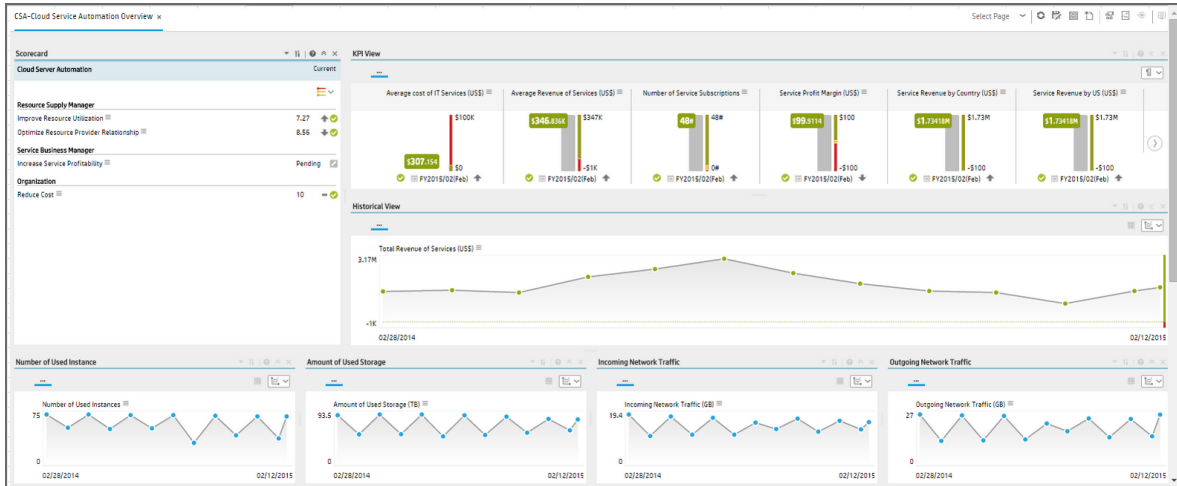 CSA-Cloud Service Automation Overview ×
Select Page
Scorecard
Cloud Server Automation Current
Resource Supply Manager
Improve Resource Utilization 7.27
Optimize Resource Provider Relationship 8.56
Service Business Manager
Increase Service Profitability Pending
Organization
Reduce Cost 10
KPI View
...
Average cost of IT Services (US$)
$100K
$307.154
$0
FY2015/02(Feb)
Average Revenue of Services (US$)
$346.836K
$347K
-$1K
FY2015/02(Feb)
Number of Service Subscriptions
48#
48#
0#
FY2015/02(Feb)
Service Profit Margin (US$)
$99.9114
$100
-$100
FY2015/02(Feb)
Service Revenue by Country (US$)
$1.73418M
$1.73M
-$100
FY2015/02(Feb)
Service Revenue by US (US$)
$1.73418M
$1.73M
-$100
FY2015/02(Feb)
Historical View
...
Total Revenue of Services (US$)
3.17M
-1K
02/28/2014 02/12/2015
Number of Used Instance
...
Number of Used Instances
75
0
02/28/2014 02/12/2015
Amount of Used Storage
...
Amount of Used Storage (TB)
93.5
0
02/28/2014 02/12/2015
Incoming Network Traffic
...
Incoming Network Traffic (GB)
19.4
0
02/28/2014 02/12/2015
Outgoing Network Traffic
...
Outgoing Network Traffic (GB)
27
0
02/28/2014 02/12/2015